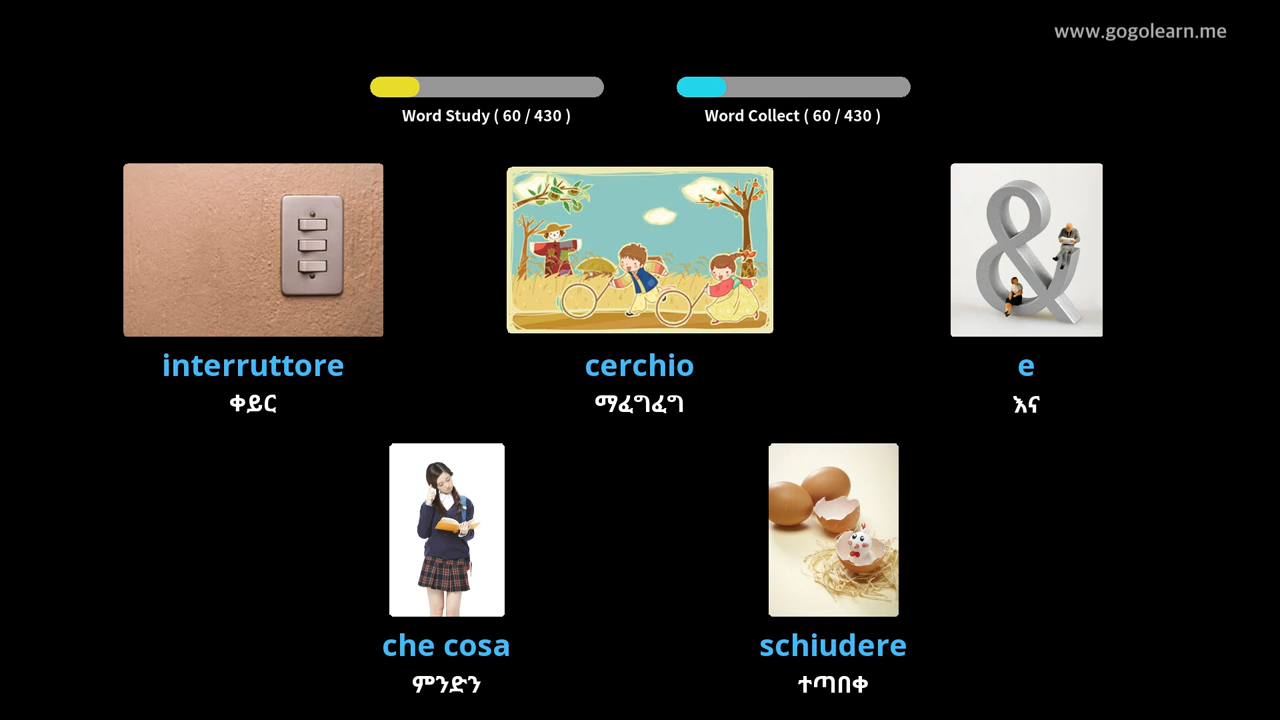 www.gogolearn.me
Word Study ( 60 / 430 )
Word Collect ( 60 / 430 )
interruttore
ቀይር
cerchio
ማፈግፈግ
e
እና
che cosa
ምንድን
schiudere
ተጣበቀ